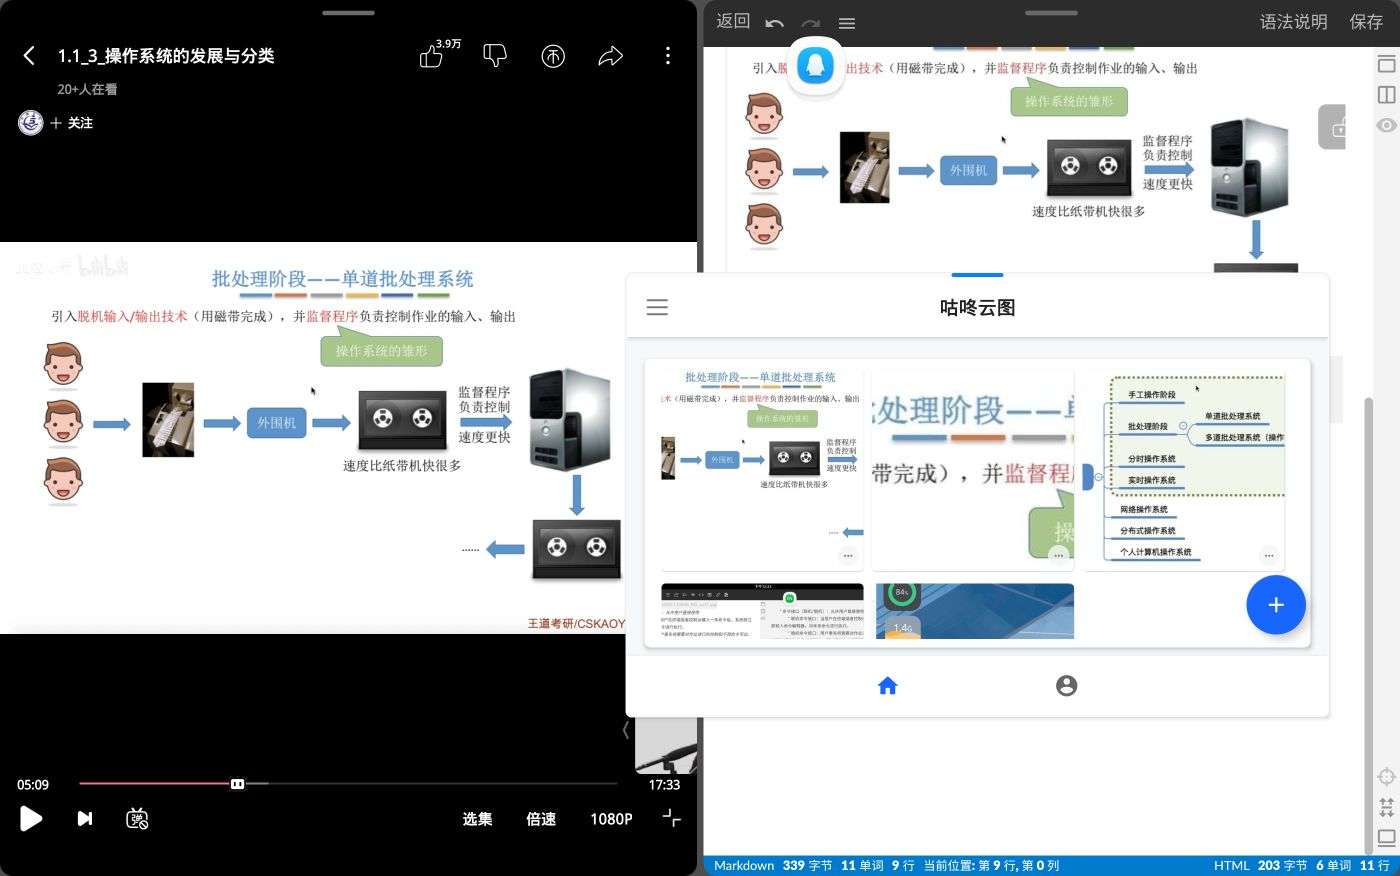 1.1_3_操作系统的发展与分类
3.9万
20+人在看
+ 关注
批处理阶段——单道批处理系统
引入脱机输入/输出技术（用磁带完成），并监督程序负责控制作业的输入、输出
操作系统的雏形
外围机
监督程序
负责控制
速度更快
速度比纸带机快很多
......
王道考研/CSKAOY
05:09
17:33
选集
倍速
1080P
返回
语法说明
保存
引入脱
出技术（用磁带完成），并监督程序负责控制作业的输入、输出
操作系统的雏形
外围机
监督程序
负责控制
速度更快
速度比纸带机快很多
咕咚云图
批处理阶段——单道批处理系统
术（用磁带完成），并监督程序负责控制作业的输入、输出
操作系统的雏形
外围机
监督程序
负责控制
速度更快
速度比纸带机快很多
处理阶段——
带完成），并监督程
操
手工操作阶段
批处理阶段
单道批处理系统
多道批处理系统（操作
分时操作系统
实时操作系统
网络操作系统
分布式操作系统
个人计算机操作系统
84%
1.4
Markdown 339 字节 11 单词 9 行 当前位置: 第 9 行, 第 0 列
HTML 203 字节 6 单词 11 行